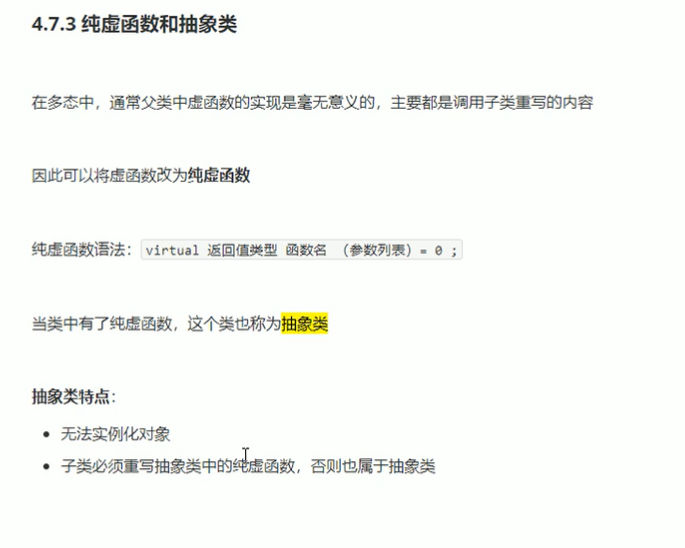 4.7.3 纯虚函数和抽象类
在多态中，通常父类中虚函数的实现是毫无意义的，主要都是调用子类重写的内容
因此可以将虚函数改为纯虚函数
纯虚函数语法：virtual 返回值类型 函数名 （参数列表）= 0 ;
当类中有了纯虚函数，这个类也称为抽象类
抽象类特点：
• 无法实例化对象
• 子类必须重写抽象类中的纯虚函数，否则也属于抽象类